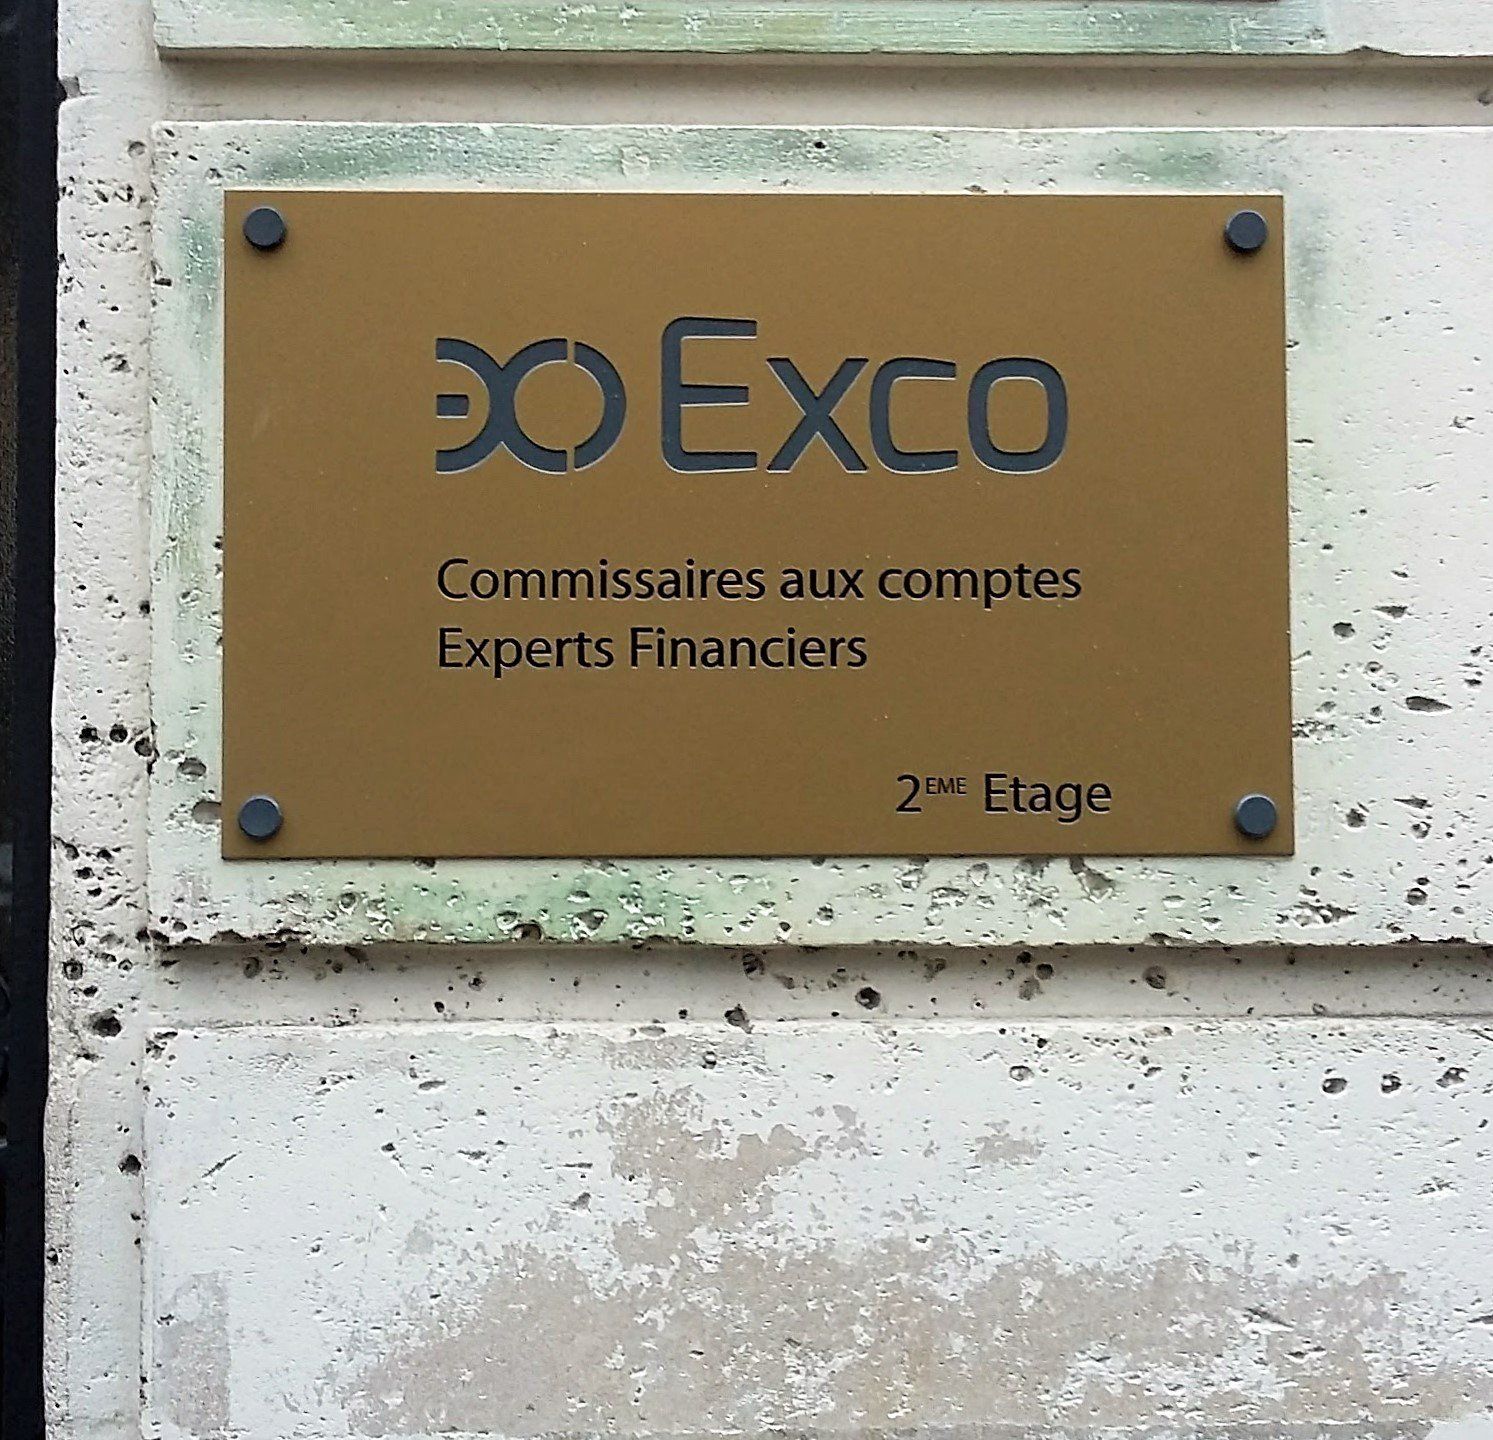 Exco
Commissaires aux comptes
Experts Financiers
2EME Etage